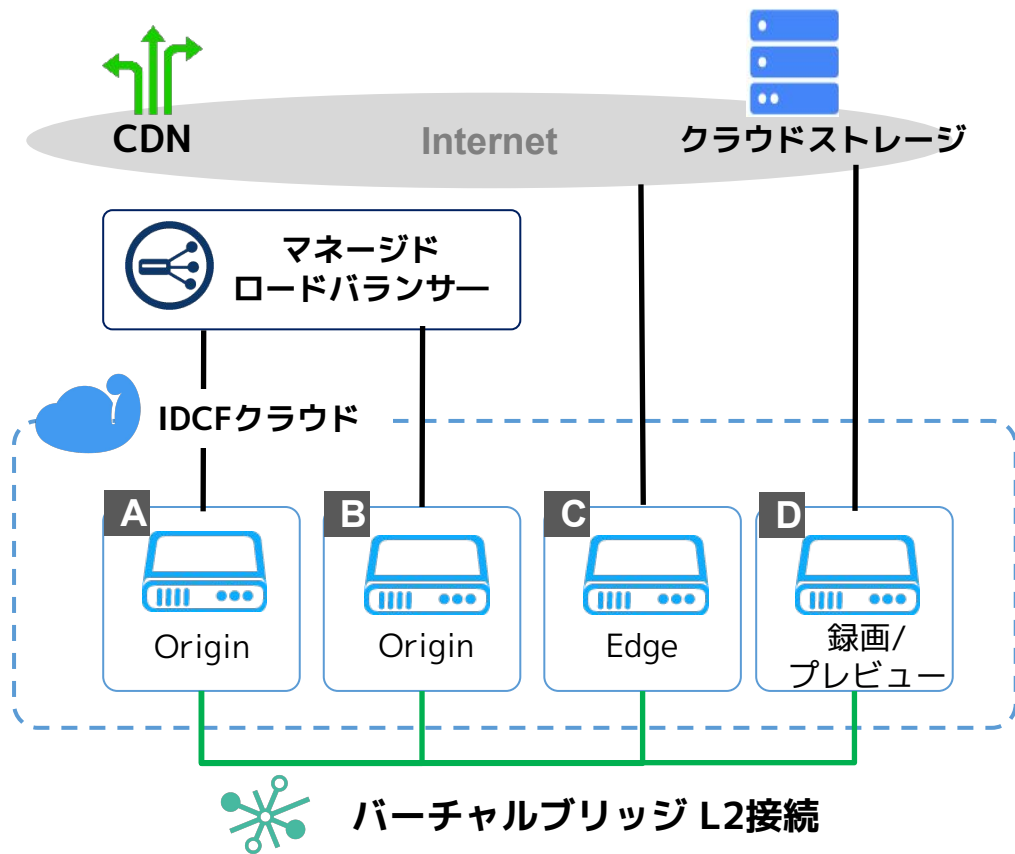 CDN
Internet
クラウドストレージ
マネージド
ロードバランサー
IDCFクラウド
A
B
C
D
Origin
Origin
Edge
録画/
プレビュー
バーチャルブリッジ L2接続